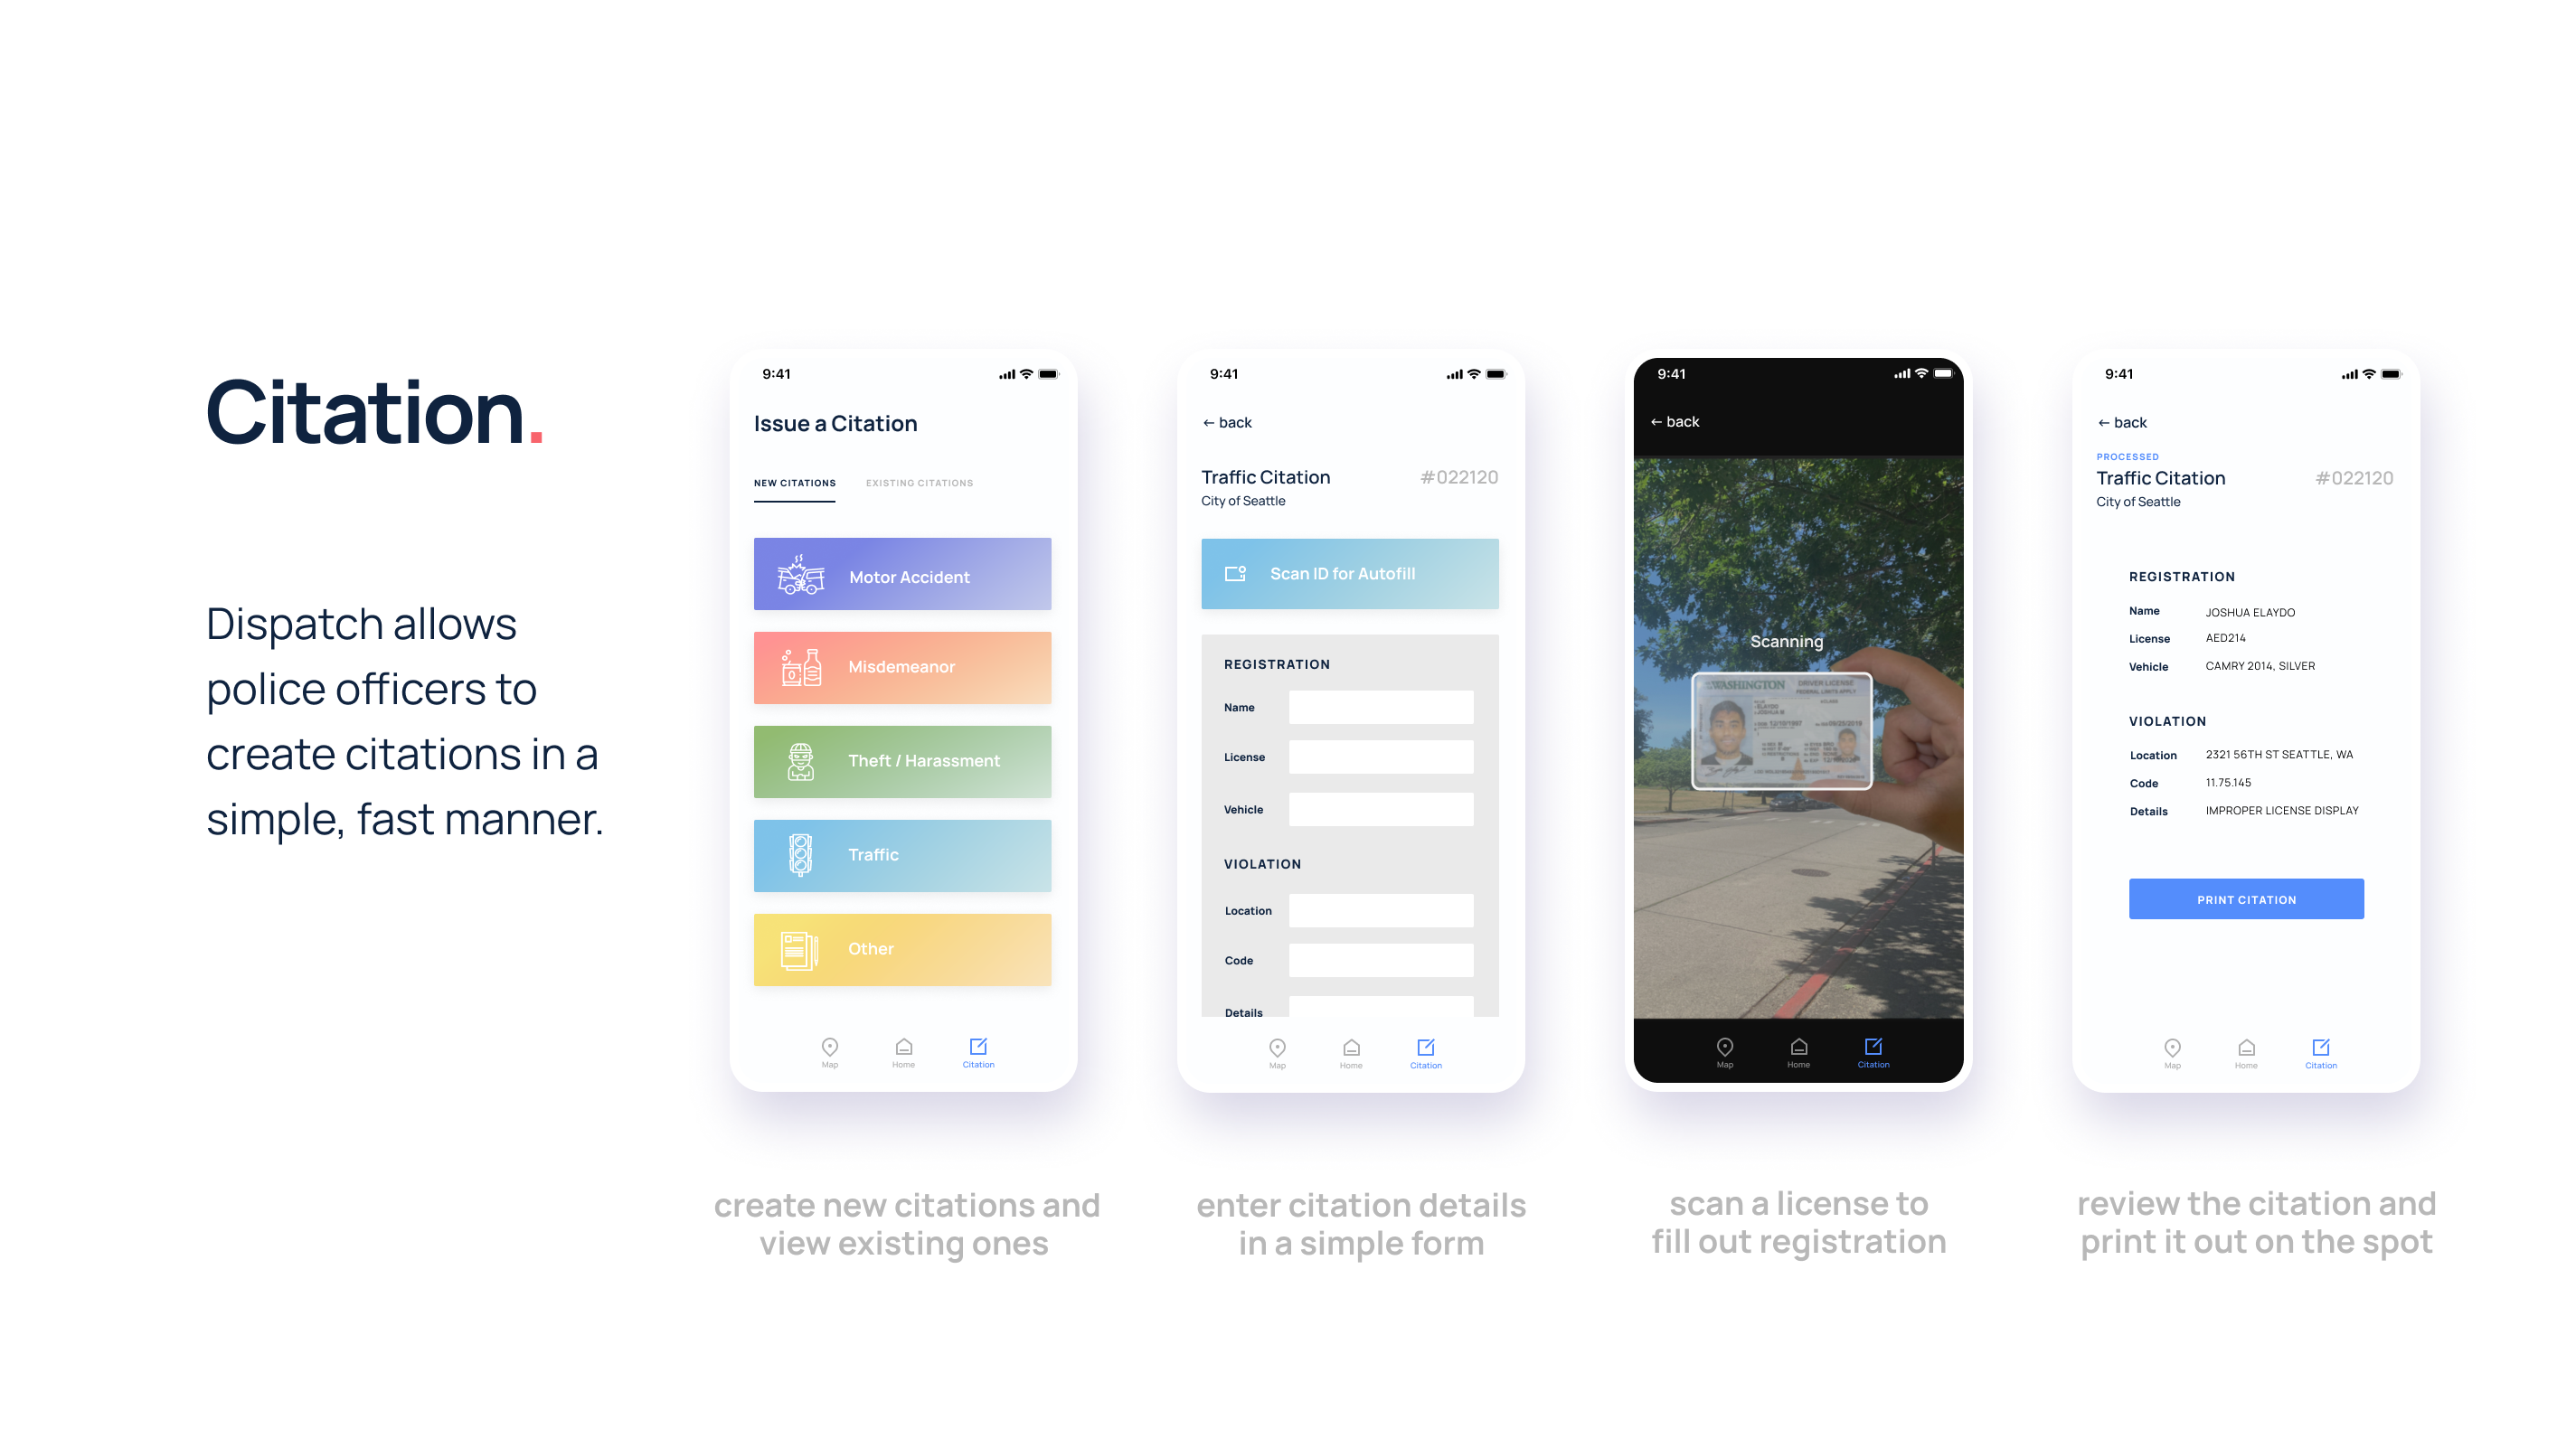 Citation.
Dispatch allows
police officers to
create citations in a
simple, fast manner.
9:41
Issue a Citation
NEW CITATIONS EXISTING CITATIONS
Motor Accident
Misdemeanor
Theft / Harassment
Traffic
Other
Map Home Citation
create new citations and
view existing ones
9:41
← back
Traffic Citation #022120
City of Seattle
Scan ID for Autofill
REGISTRATION
Name
License
Vehicle
VIOLATION
Location
Code
Details
Map Home Citation
enter citation details
in a simple form
9:41
← back
Scanning
WASHINGTON DRIVER LICENSE
FEDERAL LIMITS APPLY
ELAYDO
Map Home Citation
scan a license to
fill out registration
9:41
← back
PROCESSED
Traffic Citation #022120
City of Seattle
REGISTRATION
Name JOSHUA ELAYDO
License AED214
Vehicle CAMRY 2014, SILVER
VIOLATION
Location 2321 56TH ST SEATTLE, WA
Code 11.75.145
Details IMPROPER LICENSE DISPLAY
PRINT CITATION
Map Home Citation
review the citation and
print it out on the spot